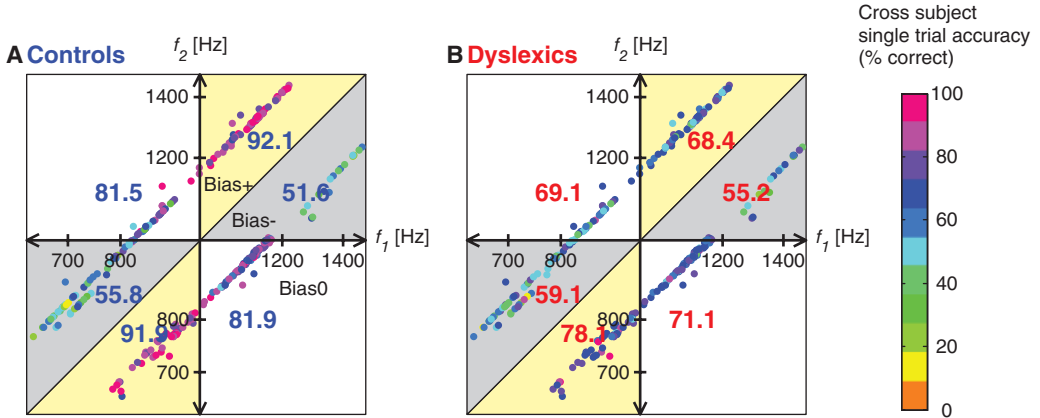 A Controls
f2 [Hz]
1400
1200
92.1
81.5
Bias+
51.6
Bias-
f1 [Hz]
700
800
1200
1400
55.8
Bias0
91.9
800
81.9
700
B Dyslexics
f2 [Hz]
1400
1200
68.4
69.1
55.2
f1 [Hz]
700
800
1200
1400
59.1
78.1
800
71.1
700
Cross subject
single trial accuracy
(% correct)
100
80
60
40
20
0